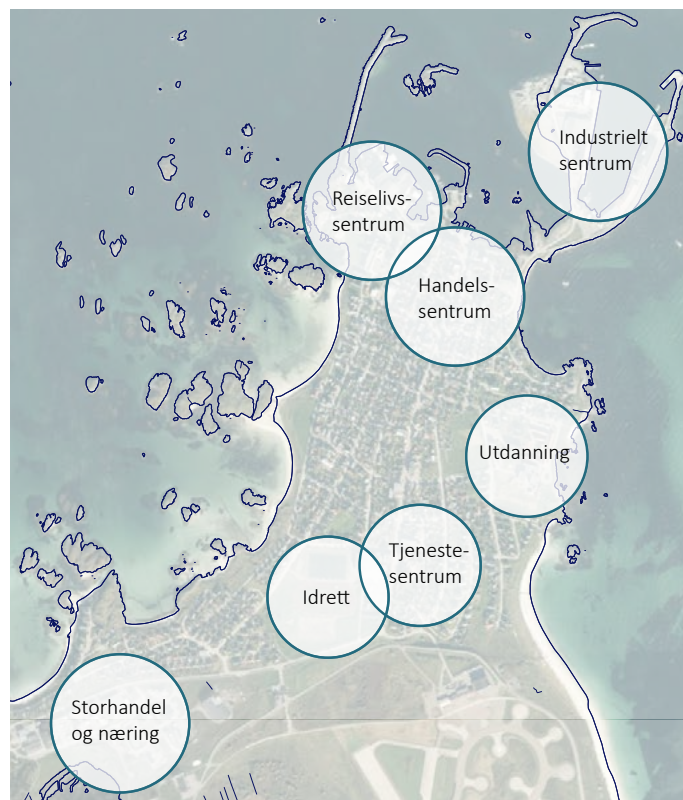 Industrielt
sentrum
Reiselivs-
sentrum
Handels-
sentrum
Utdanning
Tjeneste-
sentrum
Idrett
Storhandel
og næring